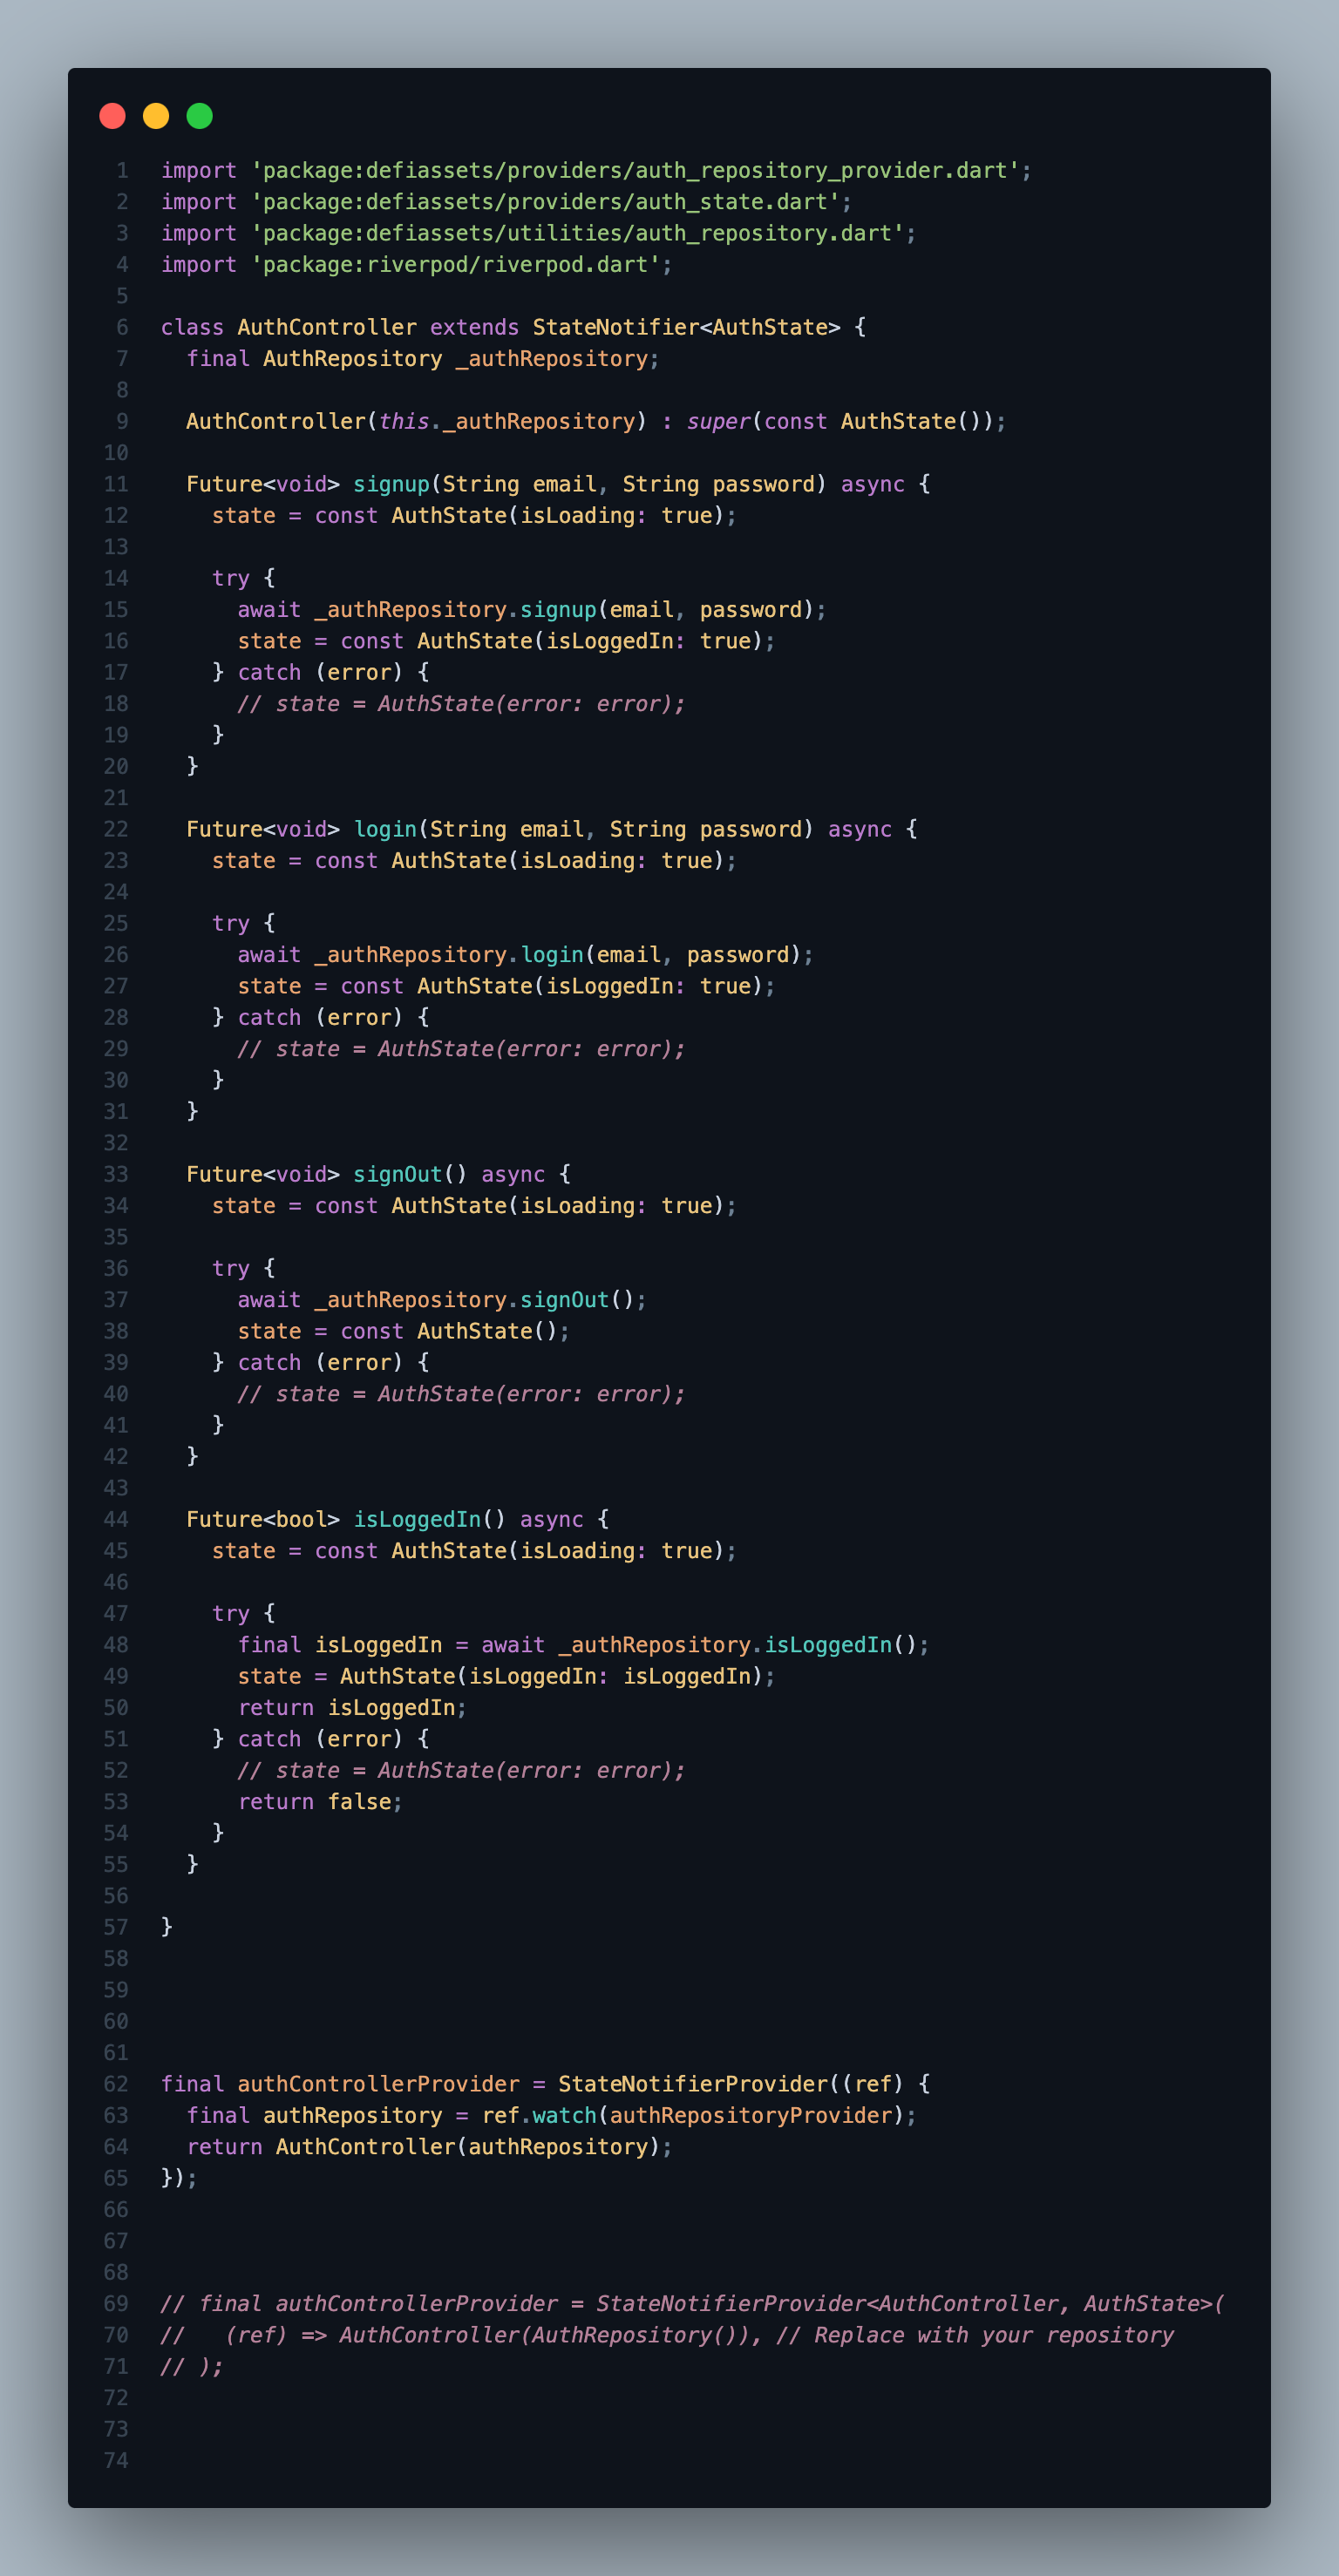 1 import 'package:defiassets/providers/auth_repository_provider.dart';
2 import 'package:defiassets/providers/auth_state.dart';
3 import 'package:defiassets/utilities/auth_repository.dart';
4 import 'package:riverpod/riverpod.dart';
5
6 class AuthController extends StateNotifier<AuthState> {
7   final AuthRepository _authRepository;
8
9   AuthController(this._authRepository) : super(const AuthState());
10
11   Future<void> signup(String email, String password) async {
12     state = const AuthState(isLoading: true);
13
14     try {
15       await _authRepository.signup(email, password);
16       state = const AuthState(isLoggedIn: true);
17     } catch (error) {
18       // state = AuthState(error: error);
19     }
20   }
21
22   Future<void> login(String email, String password) async {
23     state = const AuthState(isLoading: true);
24
25     try {
26       await _authRepository.login(email, password);
27       state = const AuthState(isLoggedIn: true);
28     } catch (error) {
29       // state = AuthState(error: error);
30     }
31   }
32
33   Future<void> signOut() async {
34     state = const AuthState(isLoading: true);
35
36     try {
37       await _authRepository.signOut();
38       state = const AuthState();
39     } catch (error) {
40       // state = AuthState(error: error);
41     }
42   }
43
44   Future<bool> isLoggedIn() async {
45     state = const AuthState(isLoading: true);
46
47     try {
48       final isLoggedIn = await _authRepository.isLoggedIn();
49       state = AuthState(isLoggedIn: isLoggedIn);
50       return isLoggedIn;
51     } catch (error) {
52       // state = AuthState(error: error);
53       return false;
54     }
55   }
56
57 }
58
59
60
61
62 final authControllerProvider = StateNotifierProvider((ref) {
63   final authRepository = ref.watch(authRepositoryProvider);
64   return AuthController(authRepository);
65 });
66
67
68
69 // final authControllerProvider = StateNotifierProvider<AuthController, AuthState>(
70 //   (ref) => AuthController(AuthRepository()), // Replace with your repository
71 // );
72
73
74